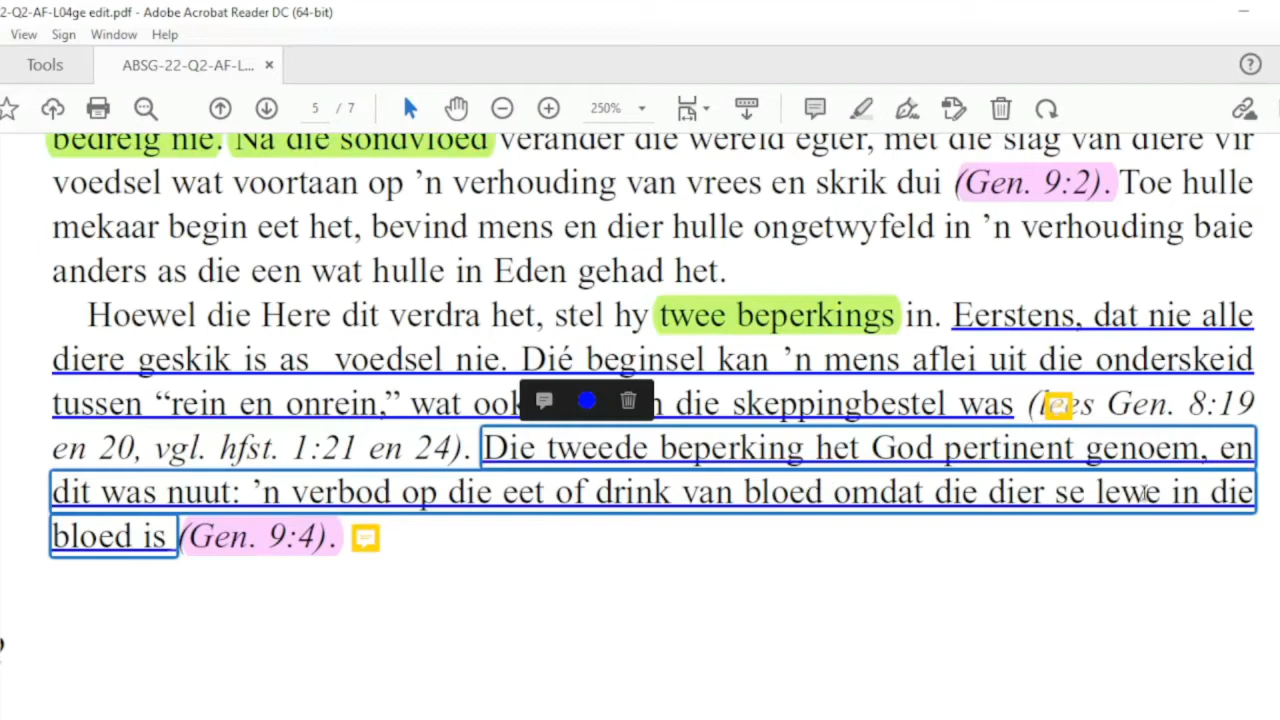 2-Q2-AF-L04ge edit.pdf - Adobe Acrobat Reader DC (64-bit)
View Sign Window Help
Tools ABSG-22-Q2-AF-L... ×
5 / 7 250%
bedreig nie. Na die sondvloed verander die wêreld egter, met die slag van diere vir
voedsel wat voortaan op ’n verhouding van vrees en skrik dui (Gen. 9:2). Toe hulle
mekaar begin eet het, bevind mens en dier hulle ongetwyfeld in ’n verhouding baie
anders as die een wat hulle in Eden gehad het.
Hoewel die Here dit verdra het, stel hy twee beperkings in. Eerstens, dat nie alle
diere geskik is as voedsel nie. Dié beginsel kan ’n mens aflei uit die onderskeid
tussen “rein en onrein,” wat ook die skeppingbestel was (lees Gen. 8:19
en 20, vgl. hfst. 1:21 en 24). Die tweede beperking het God pertinent genoem, en
dit was nuut: ’n verbod op die eet of drink van bloed omdat die dier se lewe in die
bloed is (Gen. 9:4).